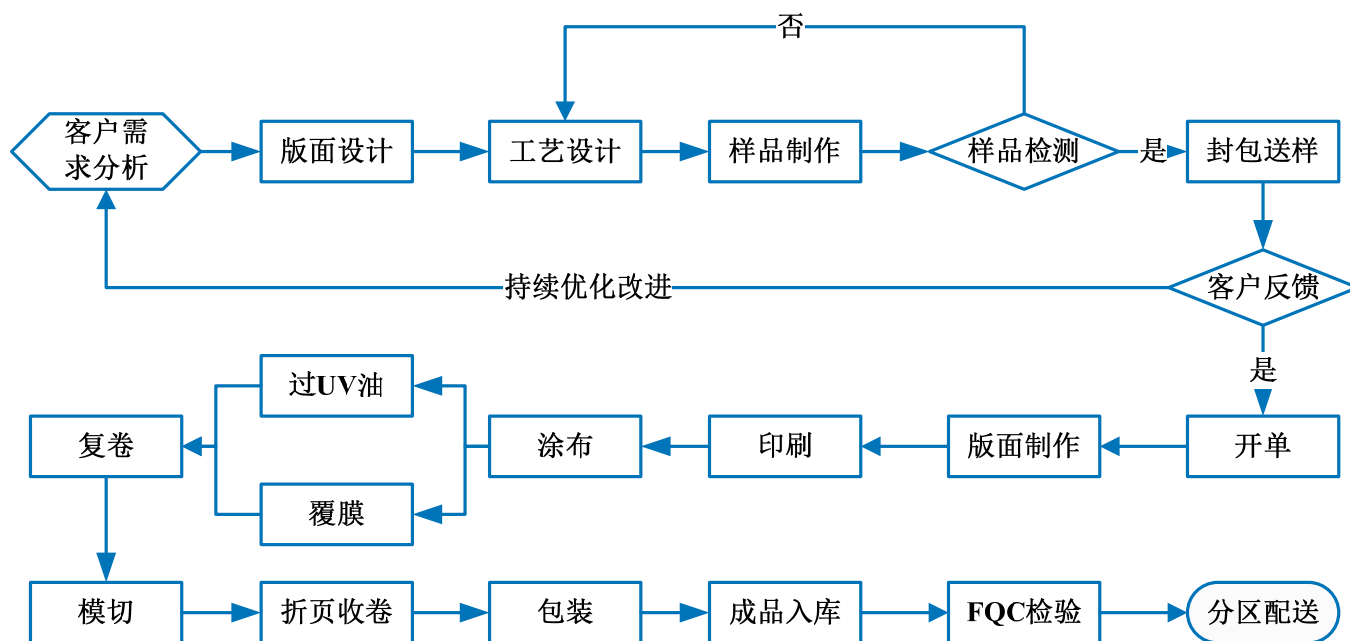 否
客户需
求分析
版面设计
工艺设计
样品制作
样品检测
是
封包送样
持续优化改进
客户反馈
是
过UV油
复卷
涂布
印刷
版面制作
开单
覆膜
模切
折页收卷
包装
成品入库
FQC检验
分区配送